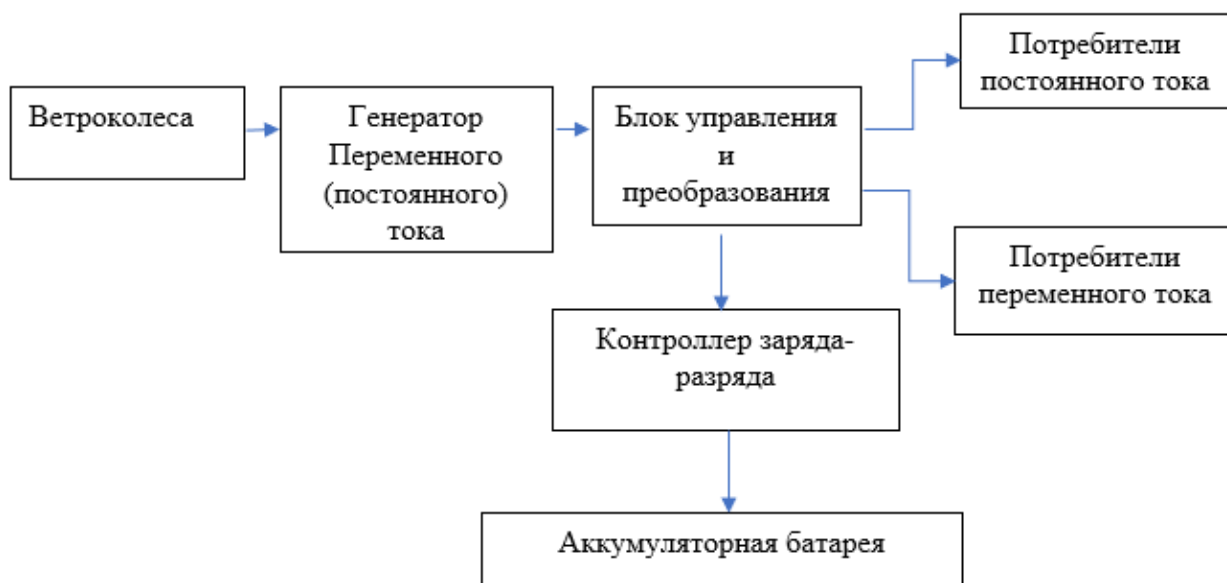 Ветроколеса
Генератор
Переменного
(постоянного)
тока
Блок управления
и
преобразования
Потребители
постоянного тока
Потребители
переменного тока
Контроллер заряда-
разряда
Аккумуляторная батарея